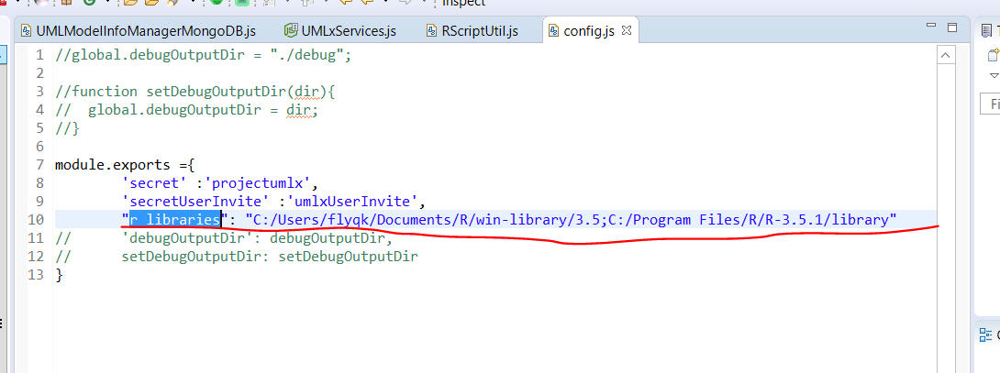 Inspect
UMLModelInfoManagerMongoDB.js UMLxServices.js RScriptUtil.js config.js
1 //global.debugOutputDir = "./debug";
2
3 //function setDebugOutputDir(dir){
4 // global.debugOutputDir = dir;
5 //}
6
7 module.exports ={
8 'secret' :'projectumlx',
9 'secretUserInvite' :'umlxUserInvite',
10 "r_libraries": "C:/Users/flyqk/Documents/R/win-library/3.5;C:/Program Files/R/R-3.5.1/library"
11 // 'debugOutputDir': debugOutputDir,
12 // setDebugOutputDir: setDebugOutputDir
13 }